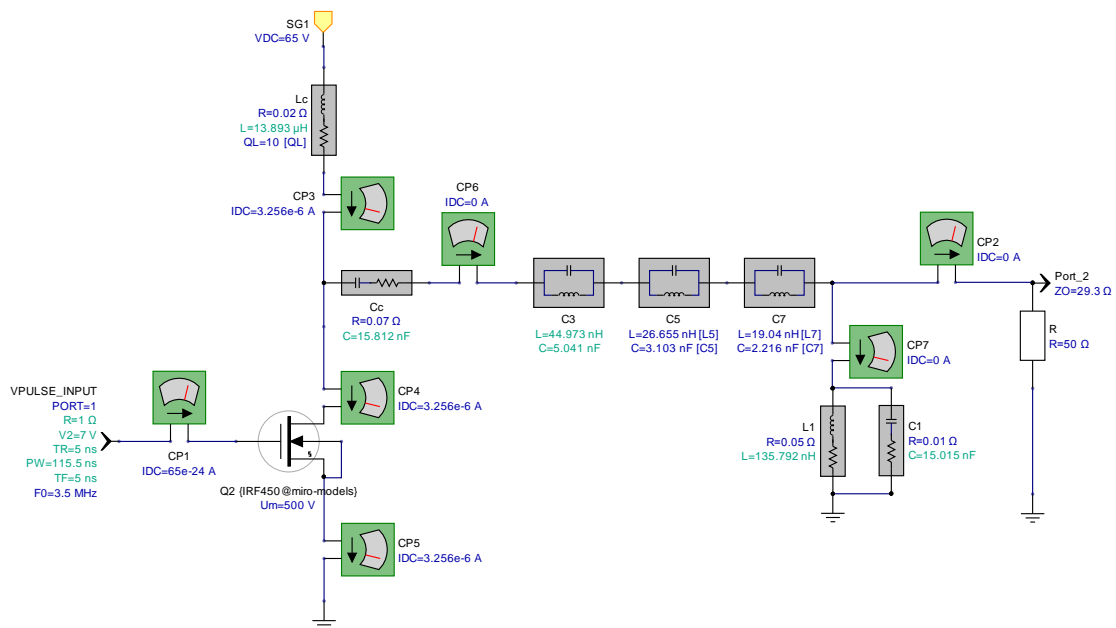 SG1
VDC=65 V
Lc
R=0.02 Ω
L=13.893 µH
QL=10 [QL]
CP3
IDC=3.256e-6 A
CP6
IDC=0 A
Cc
R=0.07 Ω
C=15.812 nF
C3
L=44.973 nH
C=5.041 nF
C5
L=26.655 nH [L5]
C=3.103 nF [C5]
C7
L=19.04 nH [L7]
C=2.216 nF [C7]
CP2
IDC=0 A
Port_2
ZO=29.3 Ω
R
R=50 Ω
CP7
IDC=0 A
L1
R=0.05 Ω
L=135.792 nH
C1
R=0.01 Ω
C=15.015 nF
VPULSE_INPUT
PORT=1
R=1 Ω
V2=7 V
TR=5 ns
PW=115.5 ns
TF=5 ns
F0=3.5 MHz
CP1
IDC=65e-24 A
CP4
IDC=3.256e-6 A
Q2 {IRF450@miro-models}
Um=500 V
CP5
IDC=3.256e-6 A